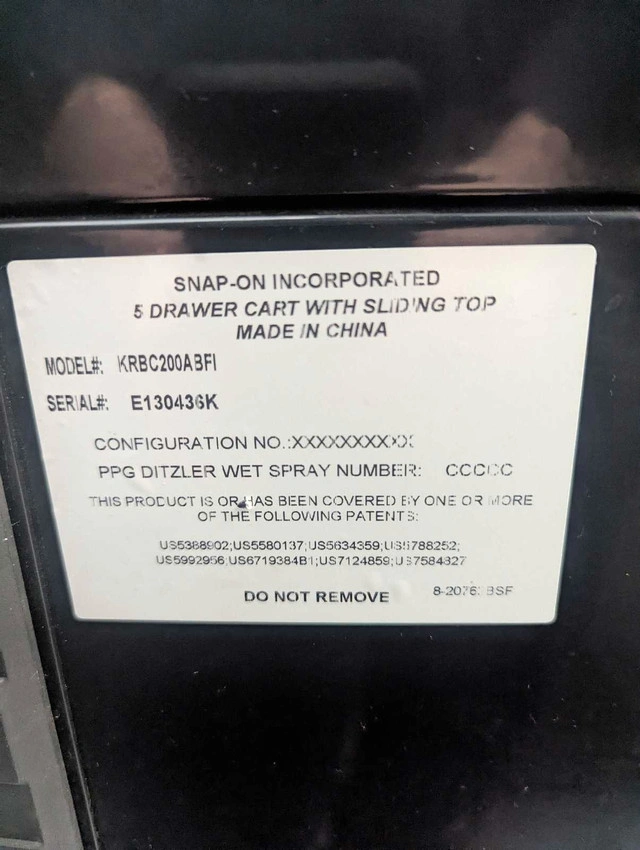 SNAP-ON INCORPORATED
5 DRAWER CART WITH SLIDING TOP
MADE IN CHINA
MODEL#: KRBC200ABFI
SERIAL#: E130436K
CONFIGURATION NO.:XXXXXXXXXX
PPG DITZLER WET SPRAY NUMBER: CCCCC
THIS PRODUCT IS OR HAS BEEN COVERED BY ONE OR MORE
OF THE FOLLOWING PATENTS:
US5388902;US5580137;US5634359;US5788252;
US5992956;US6719384B1;US7124859;US7584827
DO NOT REMOVE